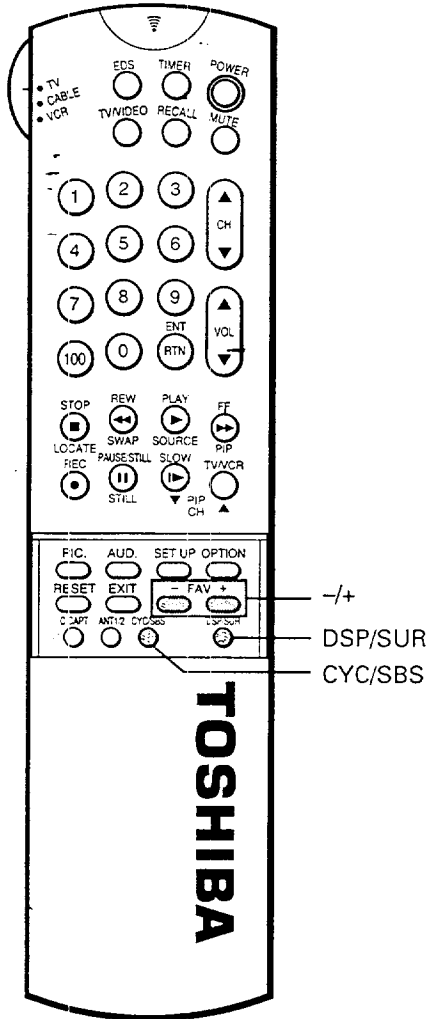 TV
CABLE
VCR
EDS TIMER POWER
TV/VIDEO RECALL MUTE
1 2 3
CH
4 5 6
7 8 9
VOL
ENT
100 0 RTN
STOP REW PLAY FF
LOCATE SWAP SOURCE PIP
REC PAUSE/STILL SLOW TV/VCR
STILL PIP
CH
PIC. AUD. SET UP OPTION
RESET EXIT – FAV +
C.CAPT ANT1/2 CYC/SBS DSP/SUR
–/+
DSP/SUR
CYC/SBS
TOSHIBA